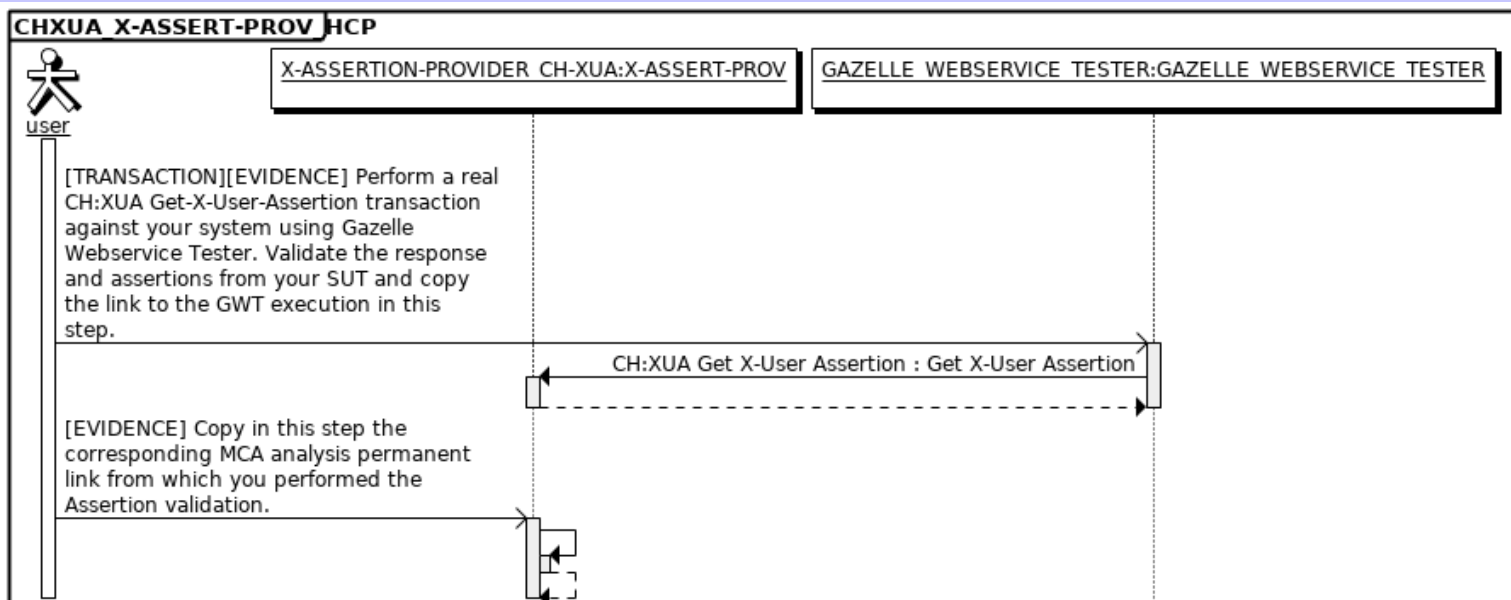 CHXUA_X-ASSERT-PROV_HCP
X-ASSERTION-PROVIDER_CH-XUA:X-ASSERT-PROV
GAZELLE_WEBSERVICE_TESTER:GAZELLE_WEBSERVICE_TESTER
user
[TRANSACTION][EVIDENCE] Perform a real
CH:XUA Get-X-User-Assertion transaction
against your system using Gazelle
Webservice Tester. Validate the response
and assertions from your SUT and copy
the link to the GWT execution in this
step.
CH:XUA Get X-User Assertion : Get X-User Assertion
[EVIDENCE] Copy in this step the
corresponding MCA analysis permanent
link from which you performed the
Assertion validation.